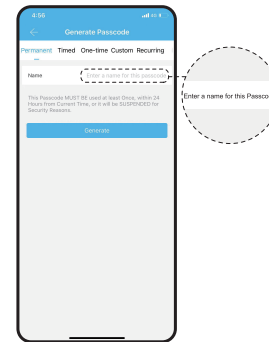 4:56
4G
Generate Passcode
Permanent Timed One-time Custom Recurring
Name Enter a name for this passcode
Enter a name for this Passco
This Passcode MUST BE used at least Once, within 24
Hours from Current Time, or it will be SUSPENDED for
Security Reasons.
Generate